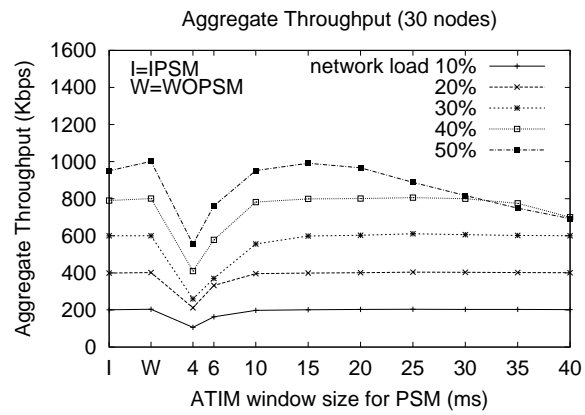 Aggregate Throughput (30 nodes)
Aggregate Throughput (Kbps)
1600
1400
1200
1000
800
600
400
200
0
I=IPSM
W=WOPSM
network load 10%
20%
30%
40%
50%
I W 4 6 10 15 20 25 30 35 40
ATIM window size for PSM (ms)